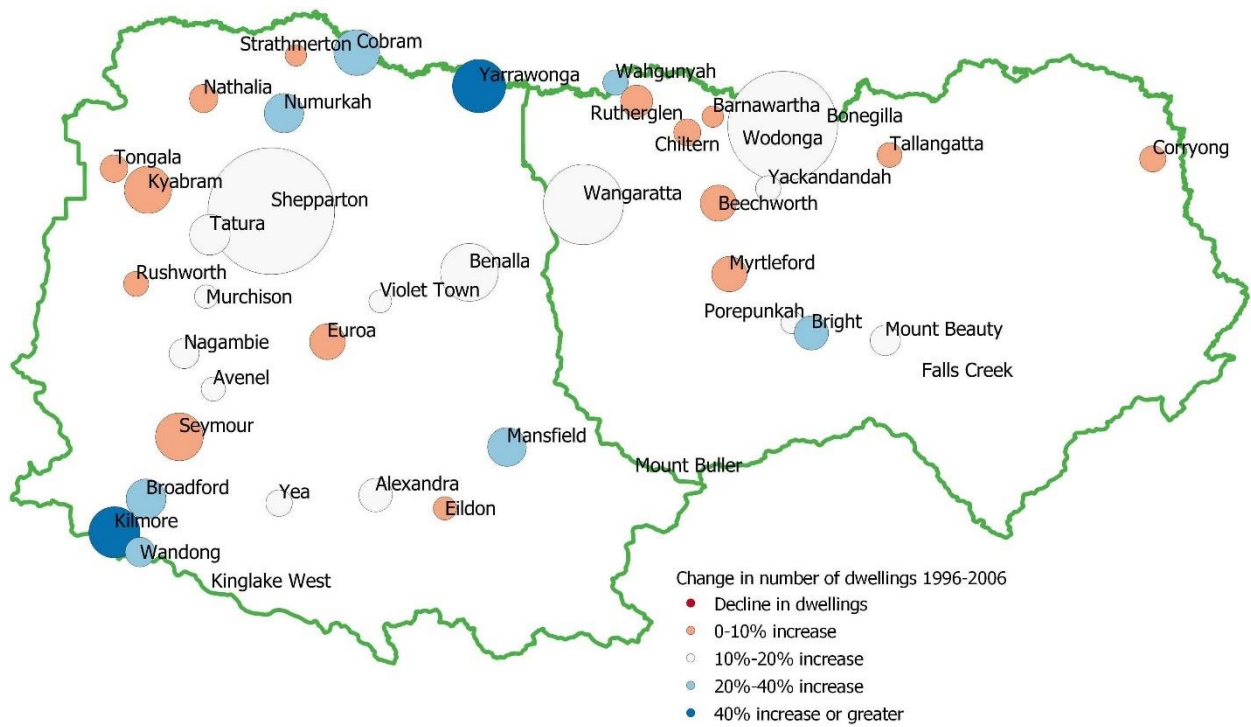 Strathmerton
Cobram
Nathalia
Numurkah
Yarrawonga
Wahgunyah
Rutherglen
Barnawartha
Chiltern
Bonegilla
Wodonga
Tallangatta
Corryong
Tongala
Kyabram
Shepparton
Tatura
Wangaratta
Yackandandah
Beechworth
Rushworth
Murchison
Benalla
Violet Town
Myrtleford
Nagambie
Euroa
Porepunkah
Bright
Mount Beauty
Avenel
Falls Creek
Seymour
Mansfield
Mount Buller
Broadford
Yea
Alexandra
Eildon
Kilmore
Wandong
Kinglake West
Change in number of dwellings 1996-2006
Decline in dwellings
0-10% increase
10%-20% increase
20%-40% increase
40% increase or greater